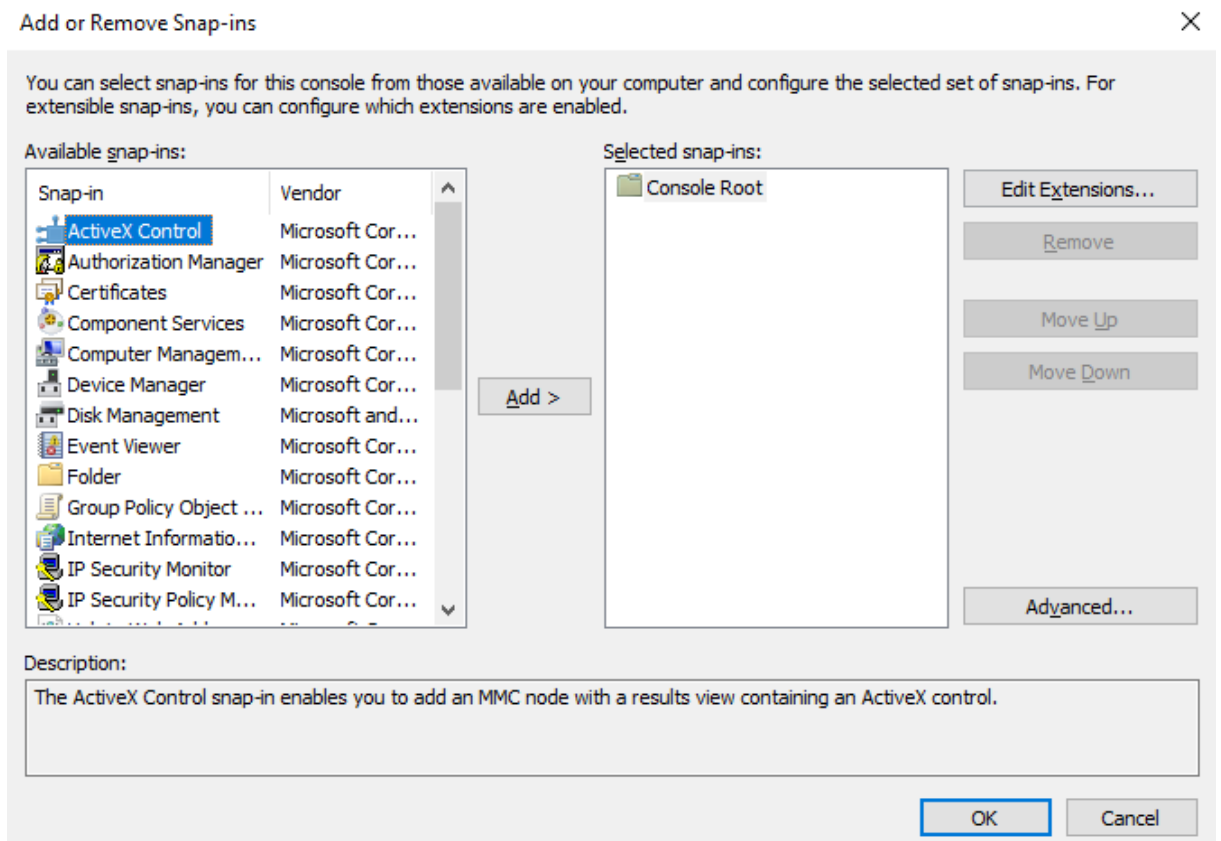 Add or Remove Snap-ins
You can select snap-ins for this console from those available on your computer and configure the selected set of snap-ins. For
extensible snap-ins, you can configure which extensions are enabled.
Available snap-ins:
Selected snap-ins:
Snap-in Vendor
ActiveX Control Microsoft Cor...
Authorization Manager Microsoft Cor...
Certificates Microsoft Cor...
Component Services Microsoft Cor...
Computer Managem... Microsoft Cor...
Device Manager Microsoft Cor...
Disk Management Microsoft and...
Event Viewer Microsoft Cor...
Folder Microsoft Cor...
Group Policy Object ... Microsoft Cor...
Internet Informatio... Microsoft Cor...
IP Security Monitor Microsoft Cor...
IP Security Policy M... Microsoft Cor...
Add >
Console Root
Edit Extensions...
Remove
Move Up
Move Down
Advanced...
Description:
The ActiveX Control snap-in enables you to add an MMC node with a results view containing an ActiveX control.
OK
Cancel